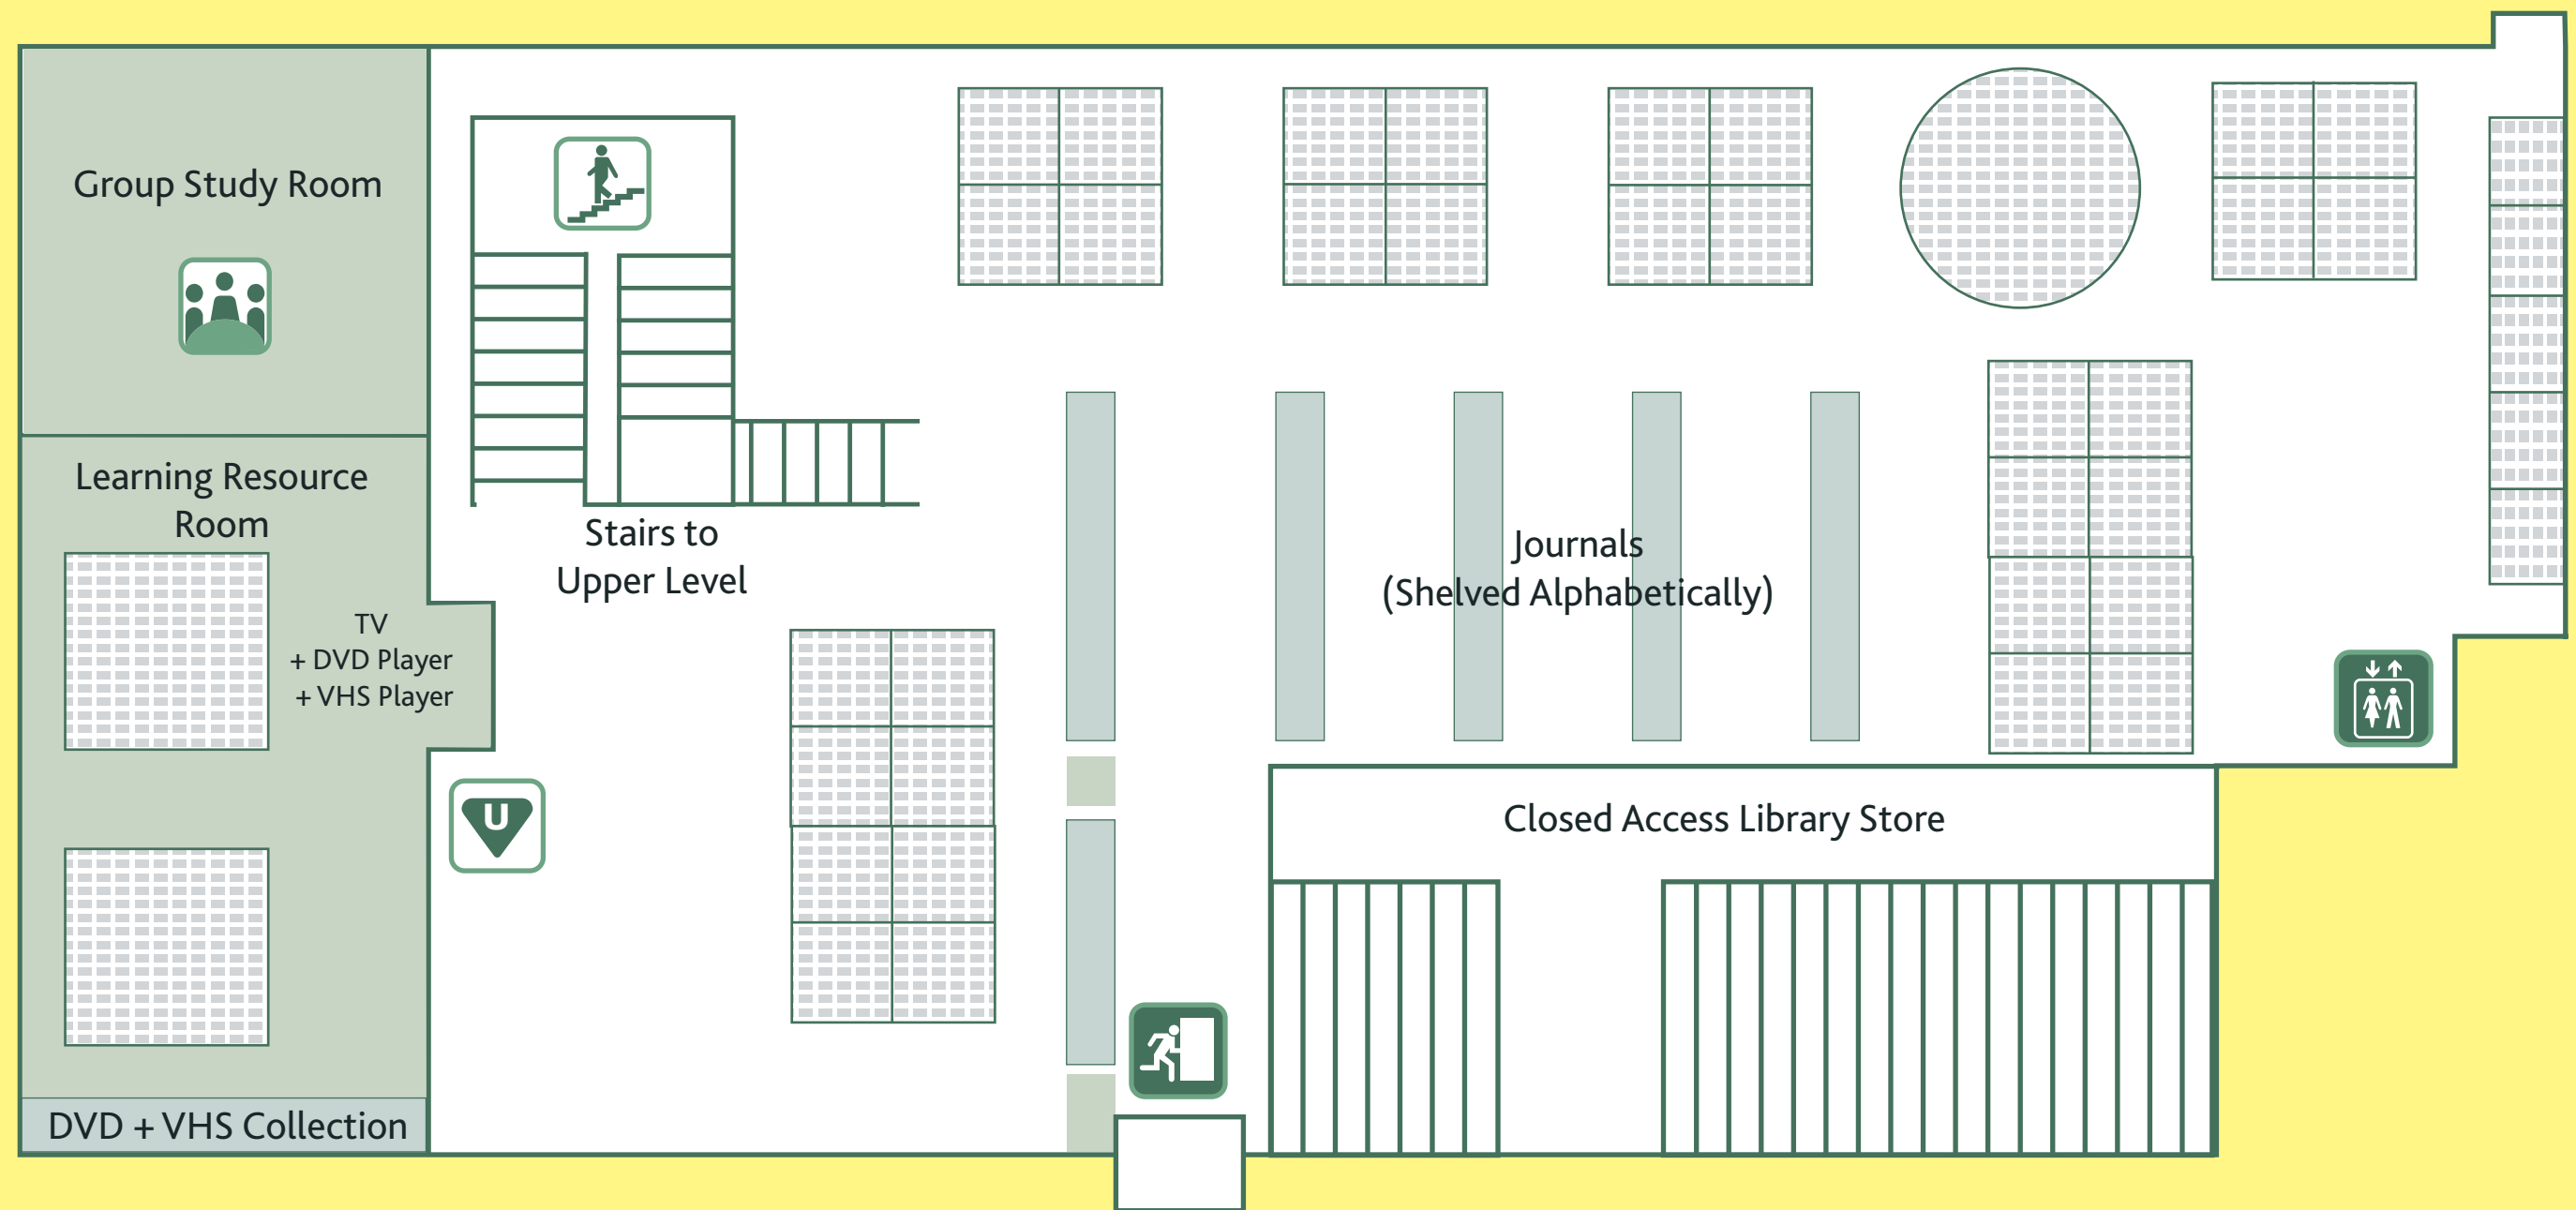 Group Study Room
Learning Resource
Room
TV
+ DVD Player
+ VHS Player
DVD + VHS Collection
Stairs to
Upper Level
U
Journals
(Shelved Alphabetically)
Closed Access Library Store